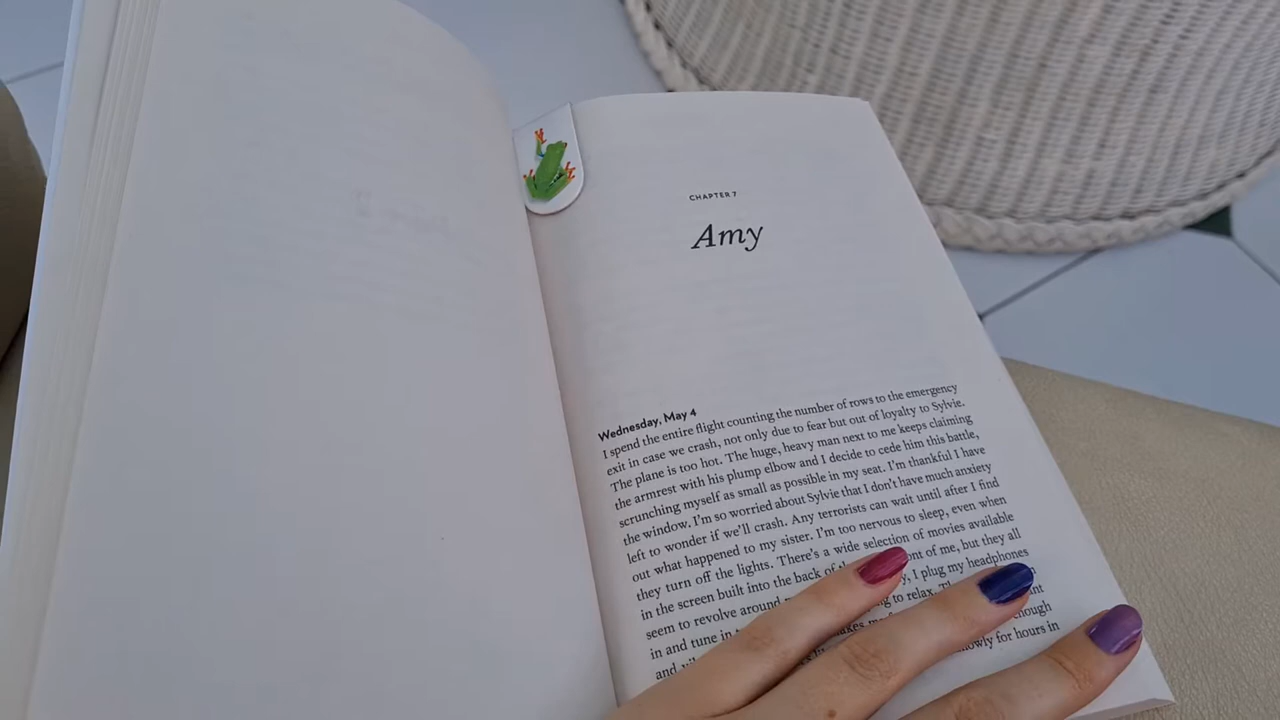 CHAPTER 7
Amy
Wednesday, May 4
I spend the entire flight counting the number of rows to the emergency
exit in case we crash, not only due to fear but out of loyalty to Sylvie.
The plane is too hot. The huge, heavy man next to me keeps claiming
the armrest with his plump elbow and I decide to cede him this battle,
scrunching myself as small as possible in my seat. I'm thankful I have
the window. I'm so worried about Sylvie that I don't have much anxiety
left to wonder if we'll crash. Any terrorists can wait until after I find
out what happened to my sister. I'm too nervous to sleep, even when
they turn off the lights. There's a wide selection of movies available
in the screen built into the back of ont of me, but they all
seem to revolve around y, I plug my headphones
in and tune in g to relax.
and
for hours in